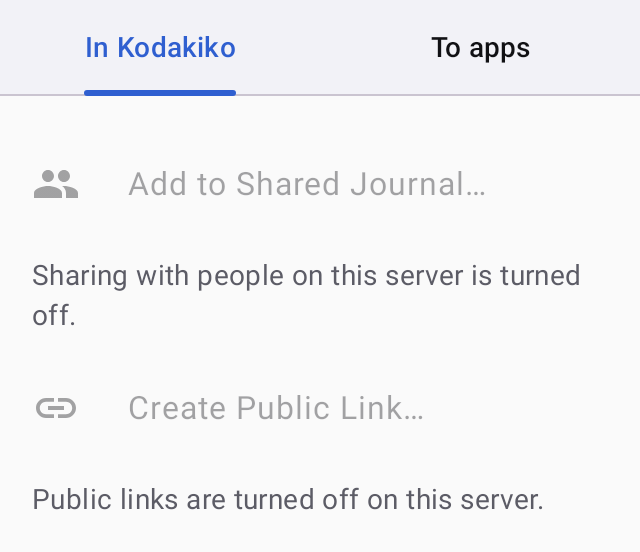 In Kodakiko
To apps
Add to Shared Journal…
Sharing with people on this server is turned
off.
Create Public Link…
Public links are turned off on this server.